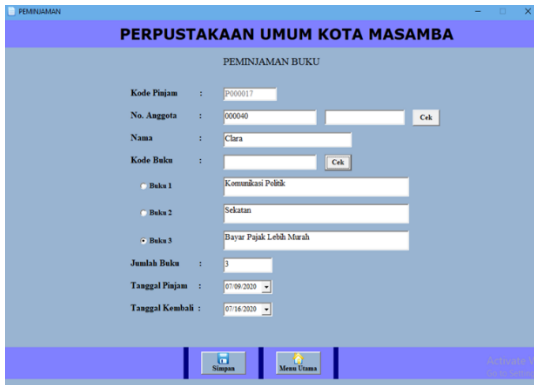 PEMINJAMAN
PERPUSTAKAAN UMUM KOTA MASAMBA
PEMINJAMAN BUKU
Kode Pinjam : P000017
No. Anggota : 000040 Cek
Nama : Clara
Kode Buku : Cek
Buku 1 Komunikasi Politik
Buku 2 Sekatan
Buku 3 Bayar Pajak Lebih Murah
Jumlah Buku : 3
Tanggal Pinjam : 07/09/2020
Tanggal Kembali : 07/16/2020
Simpan Menu Utama
Activate